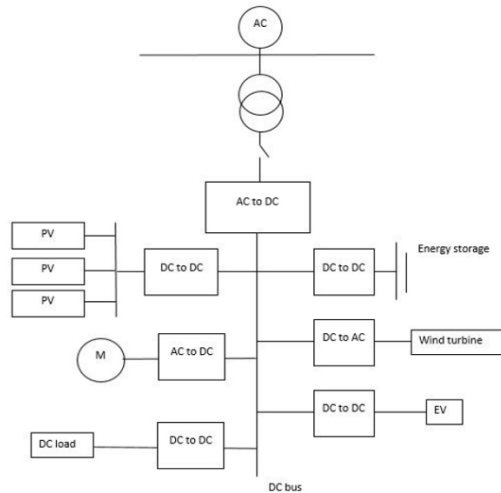 AC
AC to DC
PV
PV
PV
DC to DC
DC to DC
Energy storage
M
AC to DC
DC to AC
Wind turbine
DC to DC
EV
DC load
DC to DC
DC bus